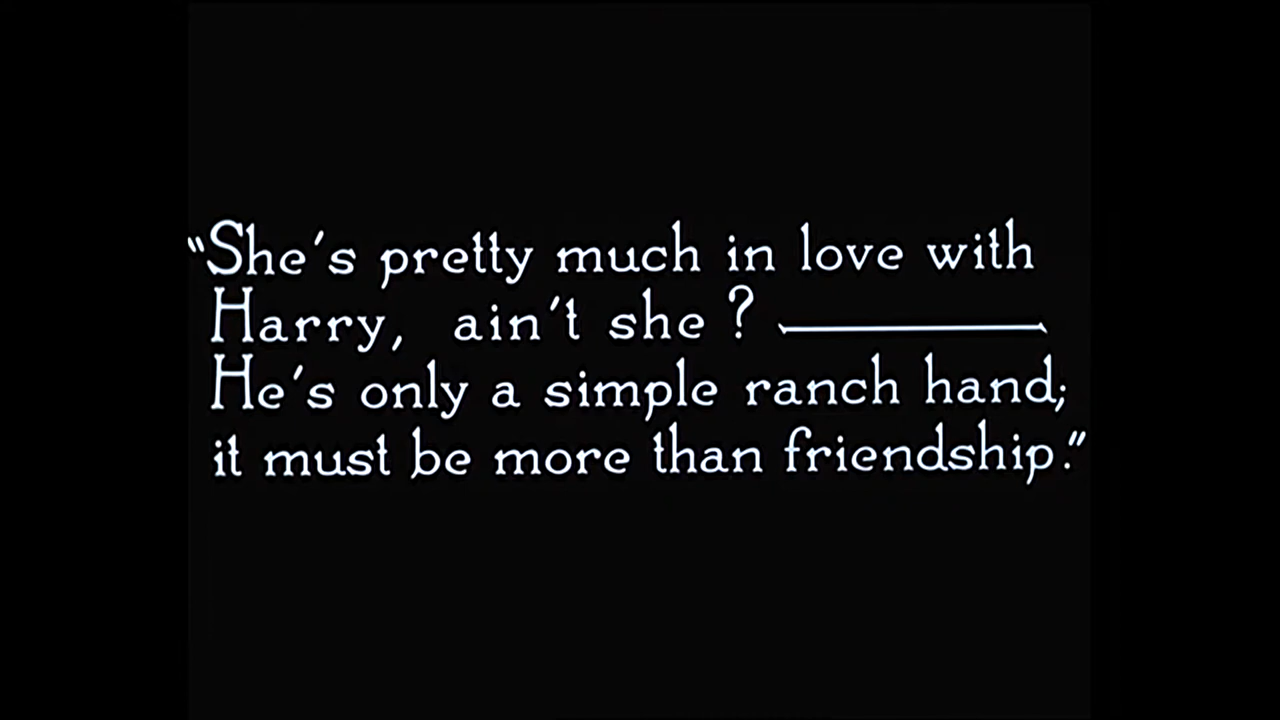 "She's pretty much in love with
Harry, ain't she? ———
He's only a simple ranch hand;
it must be more than friendship."